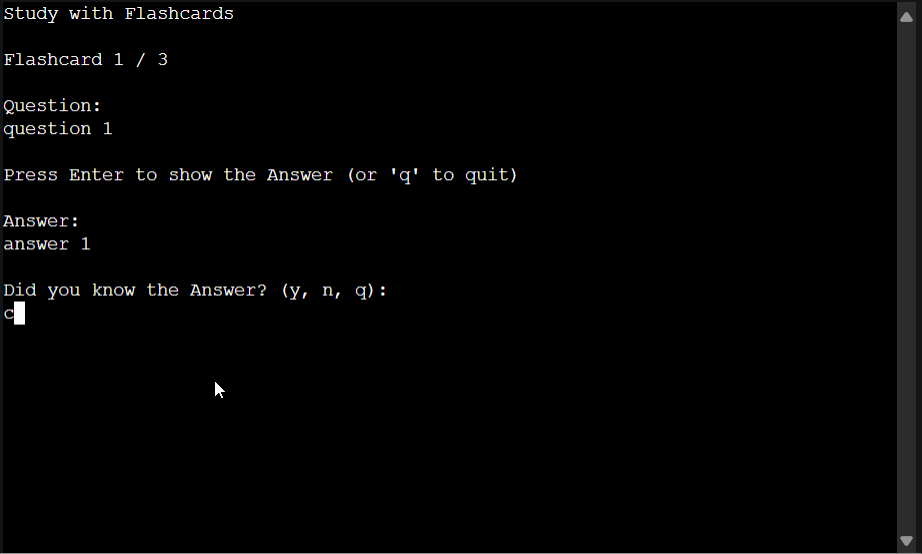 Study with Flashcards
Flashcard 1 / 3
Question:
question 1
Press Enter to show the Answer (or 'q' to quit)
Answer:
answer 1
Did you know the Answer? (y, n, q):
c